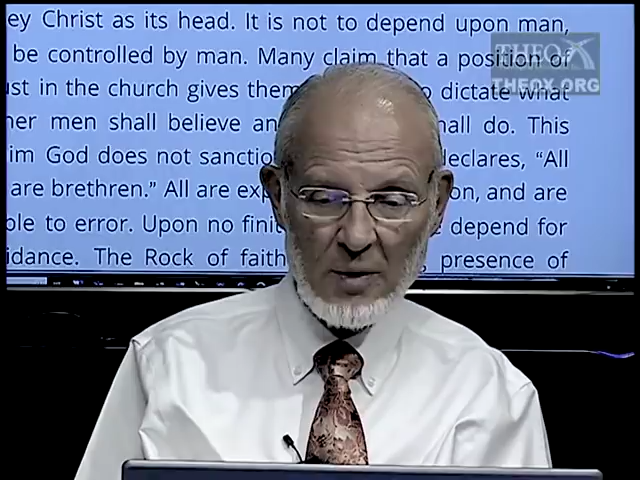 ey Christ as its head. It is not to depend upon man,
be controlled by man. Many claim that a position of
ust in the church gives them o dictate what
her men shall believe an hall do. This
im God does not sanctio declares, “All
are brethren.” All are exp on, and are
ble to error. Upon no finit depend for
idance. The Rock of faith presence of
THEOX
THEOX.ORG